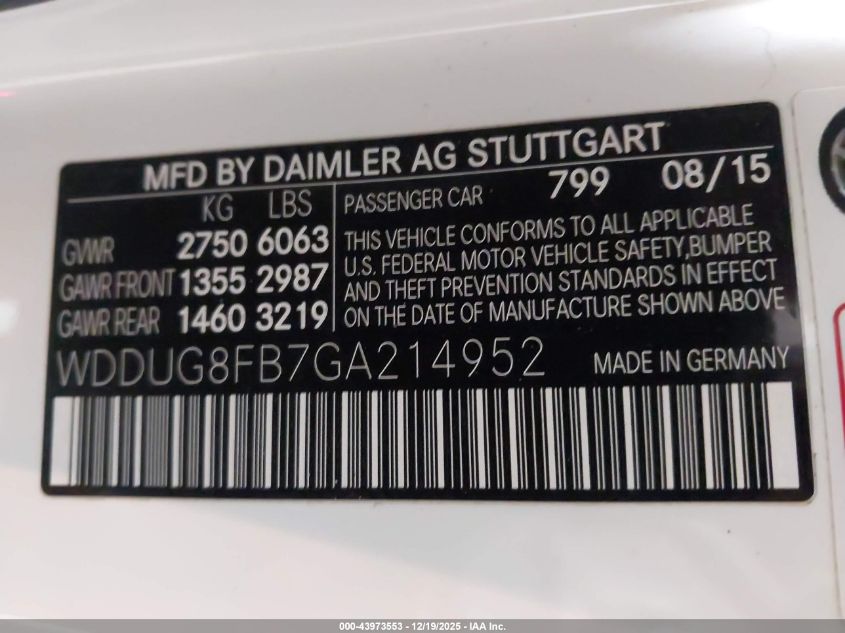 MFD BY DAIMLER AG STUTTGART
KG LBS
GVWR 2750 6063
GAWR FRONT 1355 2987
GAWR REAR 1460 3219
PASSENGER CAR 799 08/15
THIS VEHICLE CONFORMS TO ALL APPLICABLE
U.S. FEDERAL MOTOR VEHICLE SAFETY,BUMPER
AND THEFT PREVENTION STANDARDS IN EFFECT
ON THE DATE OF MANUFACTURE SHOWN ABOVE
WDDUG8FB7GA214952 MADE IN GERMANY
000-43973553 - 12/19/2025 - IAA Inc.